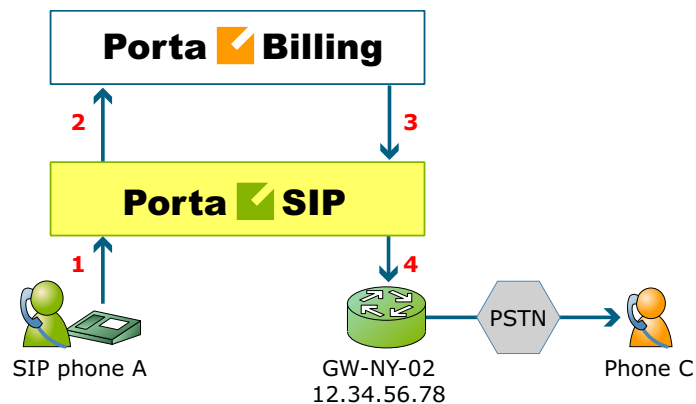 Porta Billing
2
3
Porta SIP
1
4
PSTN
SIP phone A
GW-NY-02
12.34.56.78
Phone C